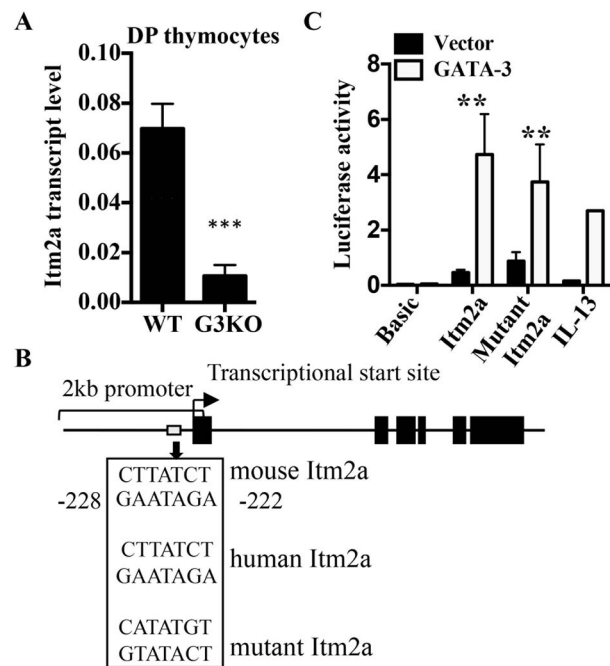 A
DP thymocytes
Itm2a transcript level
0.10
0.08
0.06
0.04
0.02
0.00
***
WT G3KO
C
Vector
GATA-3
Luciferase activity
8
6
4
2
0
**
**
Basic
Itm2a
Mutant
Itm2a
IL-13
B
2kb promoter
Transcriptional start site
CTTATCT mouse Itm2a
-228 GAATAGA -222
CTTATCT human Itm2a
GAATAGA
CATATGT
GTATACT mutant Itm2a